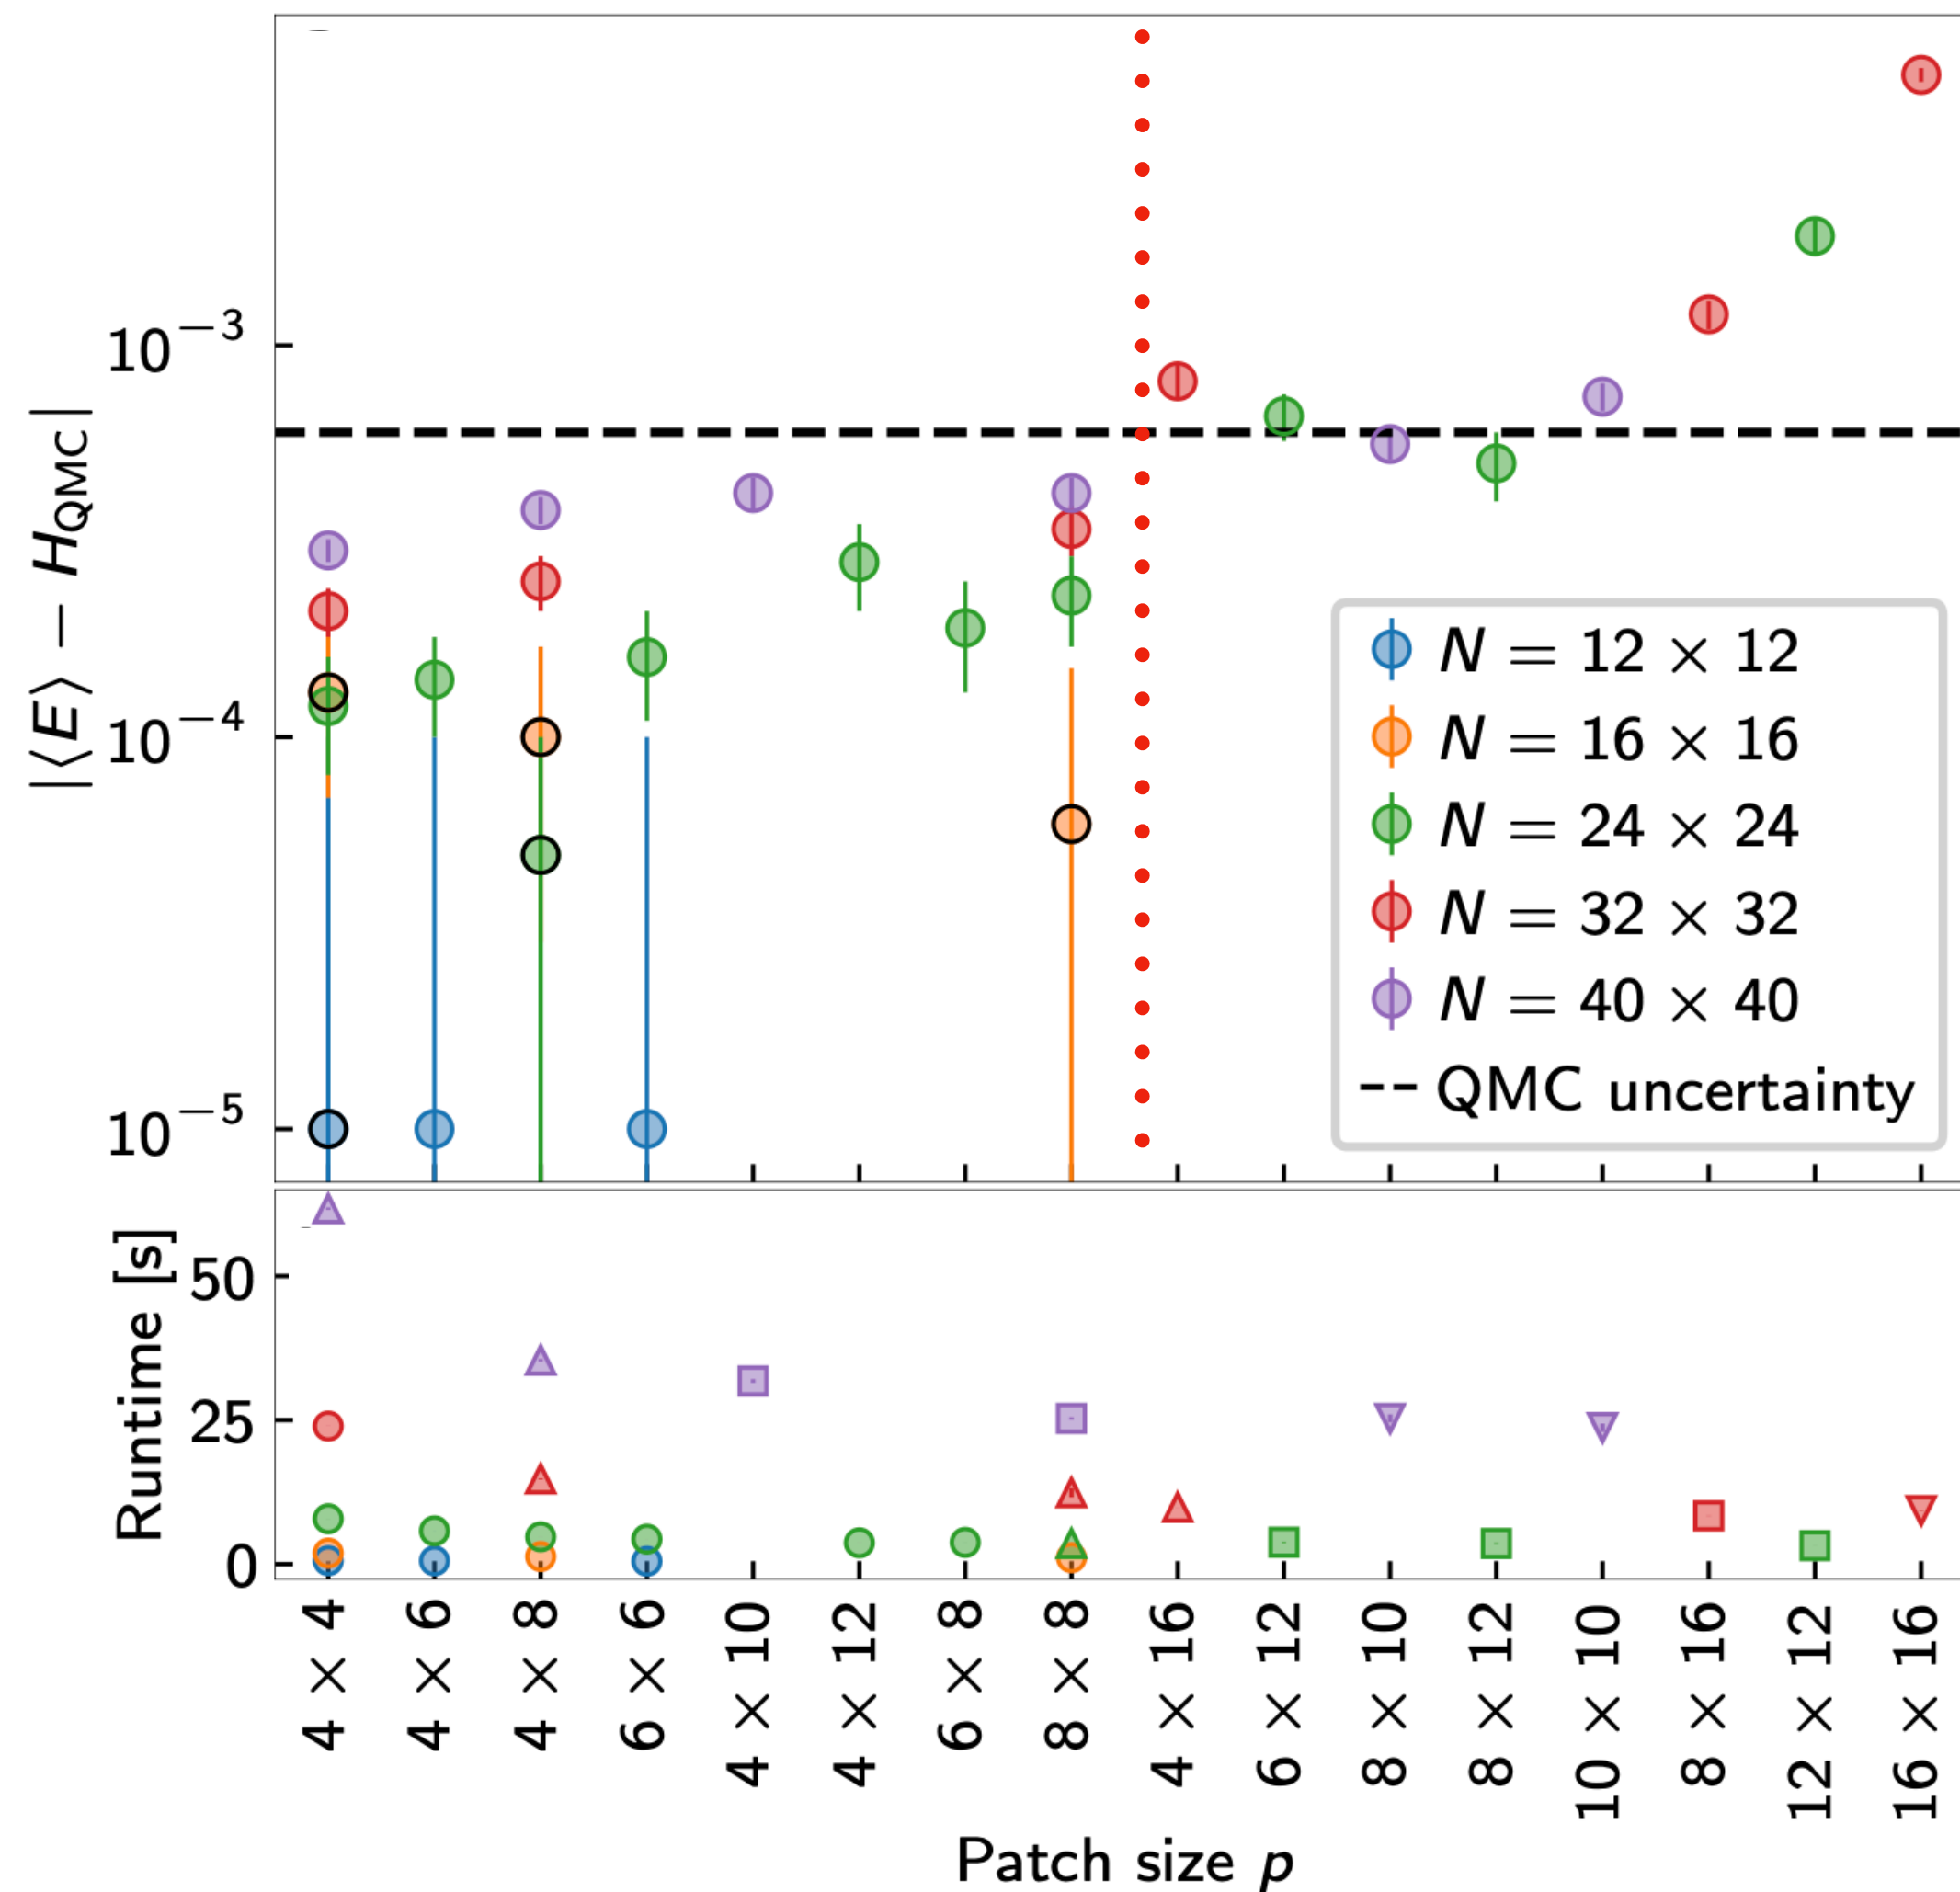 |⟨E⟩ − H_QMC|
10⁻³
10⁻⁴
10⁻⁵
N = 12 × 12
N = 16 × 16
N = 24 × 24
N = 32 × 32
N = 40 × 40
QMC uncertainty
Runtime [s]
50
25
0
4 × 4
4 × 6
4 × 8
6 × 6
4 × 10
4 × 12
6 × 8
8 × 8
4 × 16
6 × 12
8 × 10
8 × 12
10 × 10
8 × 16
12 × 12
16 × 16
Patch size p